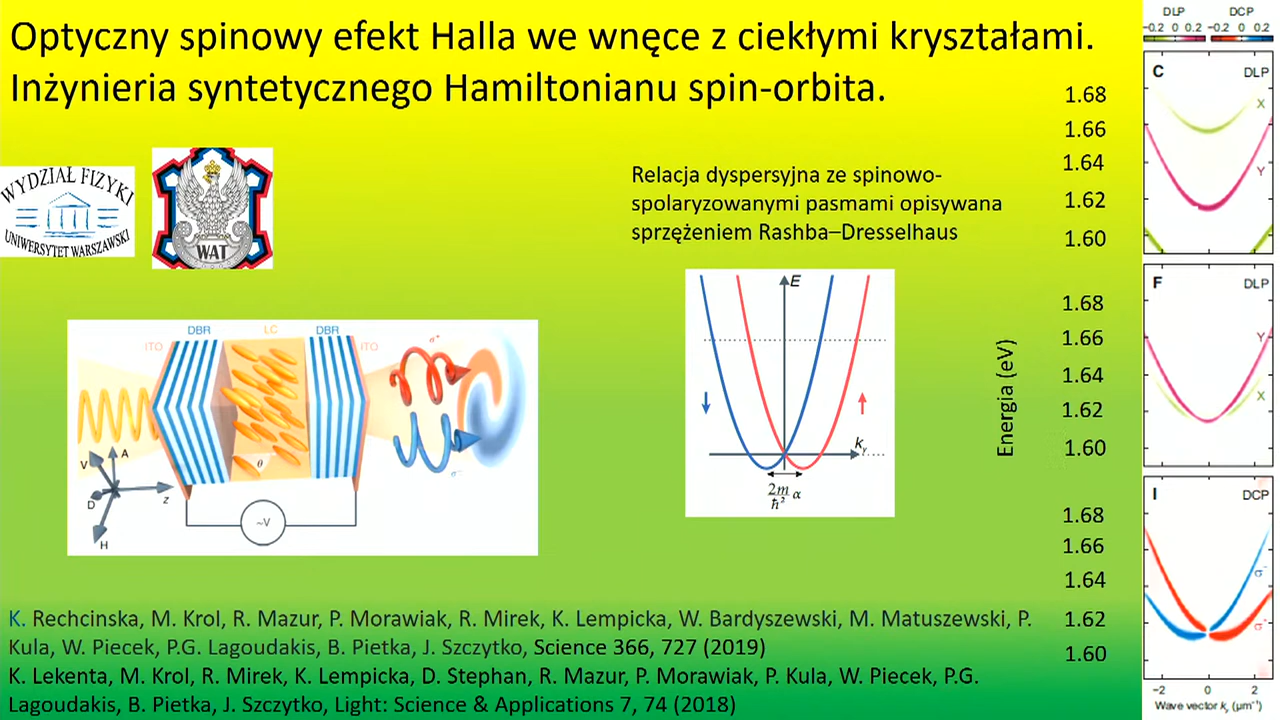 Optyczny spinowy efekt Halla we wnęce z ciekłymi kryształami.
Inżynieria syntetycznego Hamiltonianu spin-orbita.
WYDZIAŁ FIZYKI
UNIWERSYTET WARSZAWSKI
WAT
Relacja dyspersyjna ze spinowo-
spolaryzowanymi pasmami opisywana
sprzężeniem Rashba–Dresselhaus
DBR LC DBR
ITO ITO
σ⁺
σ⁻
θ
V A
D z
H
~V
E
k_y
2m/ħ² α
Energia (eV)
1.68
1.66
1.64
1.62
1.60
1.68
1.66
1.64
1.62
1.60
1.68
1.66
1.64
1.62
1.60
DLP DCP
−0.2 0 0.2 −0.2 0 0.2
C DLP
X
Y
F DLP
Y
X
I DCP
σ⁻
σ⁺
−2 0 2
Wave vector k_y (µm⁻¹)
K. Rechcinska, M. Krol, R. Mazur, P. Morawiak, R. Mirek, K. Lempicka, W. Bardyszewski, M. Matuszewski, P.
Kula, W. Piecek, P.G. Lagoudakis, B. Pietka, J. Szczytko, Science 366, 727 (2019)
K. Lekenta, M. Krol, R. Mirek, K. Lempicka, D. Stephan, R. Mazur, P. Morawiak, P. Kula, W. Piecek, P.G.
Lagoudakis, B. Pietka, J. Szczytko, Light: Science & Applications 7, 74 (2018)